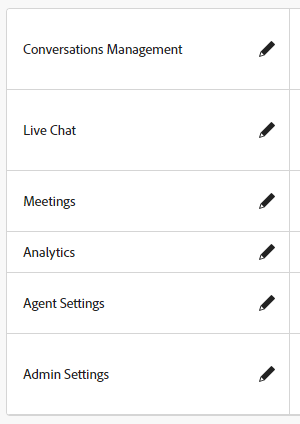 Conversations Management
Live Chat
Meetings
Analytics
Agent Settings
Admin Settings